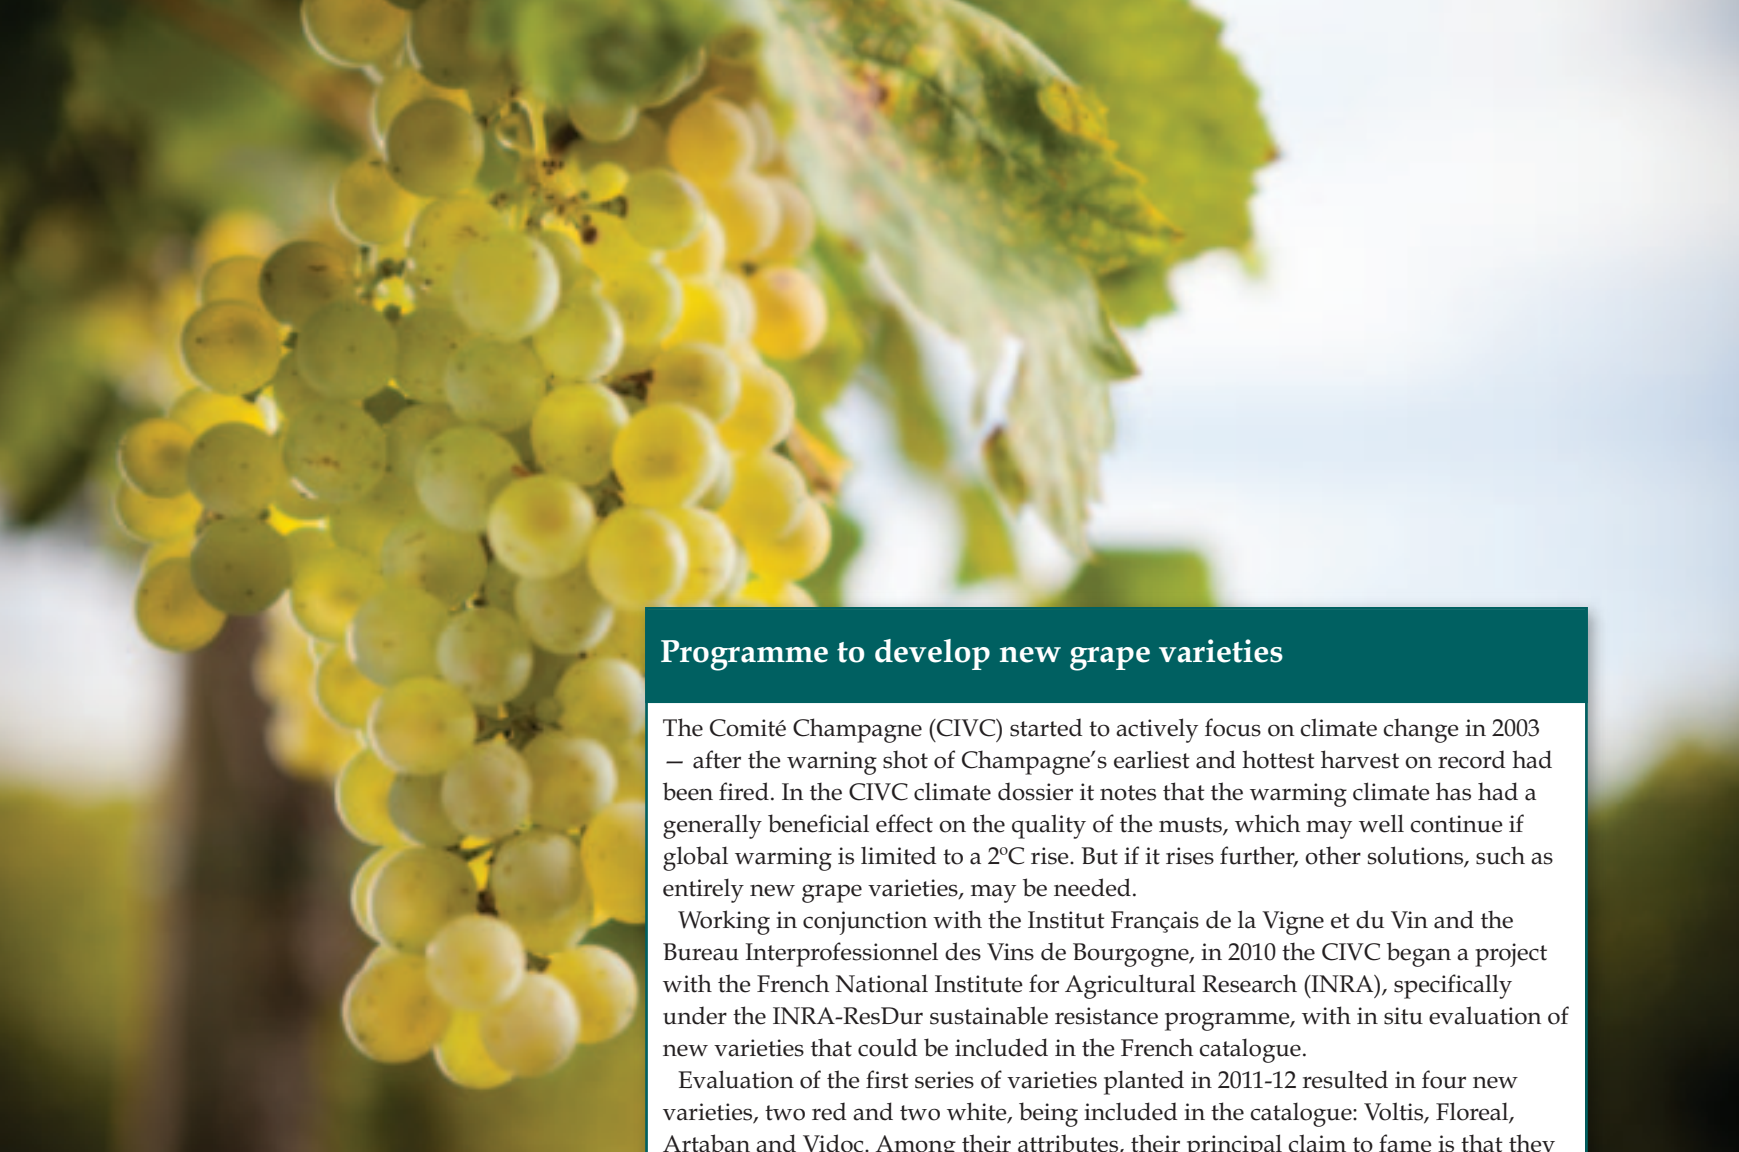 Programme to develop new grape varieties
The Comité Champagne (CIVC) started to actively focus on climate change in 2003
— after the warning shot of Champagne’s earliest and hottest harvest on record had
been fired. In the CIVC climate dossier it notes that the warming climate has had a
generally beneficial effect on the quality of the musts, which may well continue if
global warming is limited to a 2ºC rise. But if it rises further, other solutions, such as
entirely new grape varieties, may be needed.
Working in conjunction with the Institut Français de la Vigne et du Vin and the
Bureau Interprofessionnel des Vins de Bourgogne, in 2010 the CIVC began a project
with the French National Institute for Agricultural Research (INRA), specifically
under the INRA-ResDur sustainable resistance programme, with in situ evaluation of
new varieties that could be included in the French catalogue.
Evaluation of the first series of varieties planted in 2011-12 resulted in four new
varieties, two red and two white, being included in the catalogue: Voltis, Floreal,
Artaban and Vidoc. Among their attributes, their principal claim to fame is that they